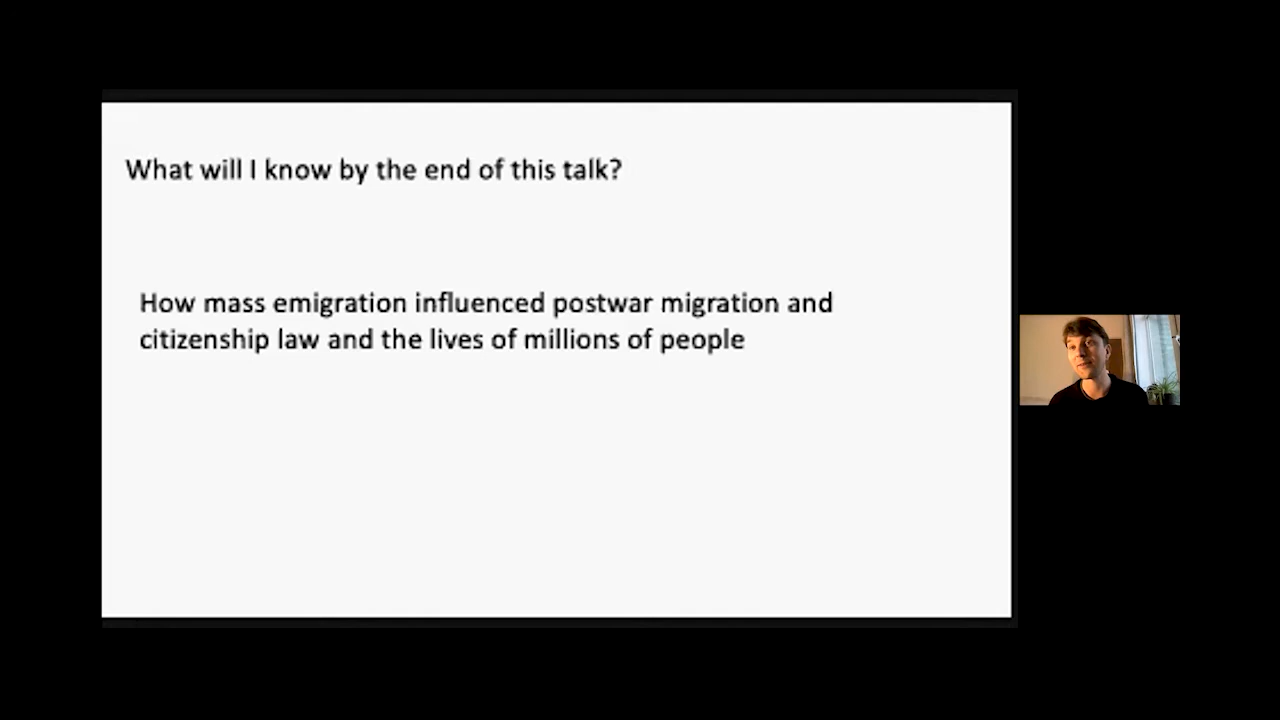 What will I know by the end of this talk?
How mass emigration influenced postwar migration and
citizenship law and the lives of millions of people